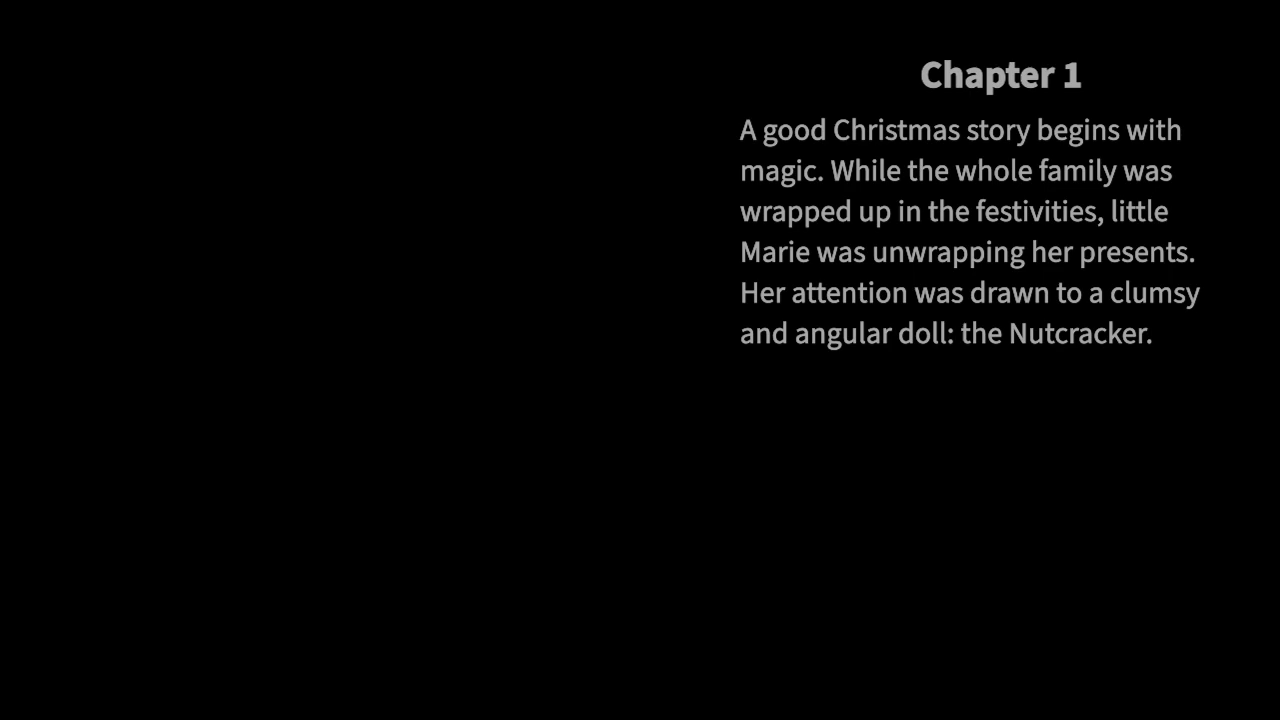 Chapter 1
A good Christmas story begins with
magic. While the whole family was
wrapped up in the festivities, little
Marie was unwrapping her presents.
Her attention was drawn to a clumsy
and angular doll: the Nutcracker.